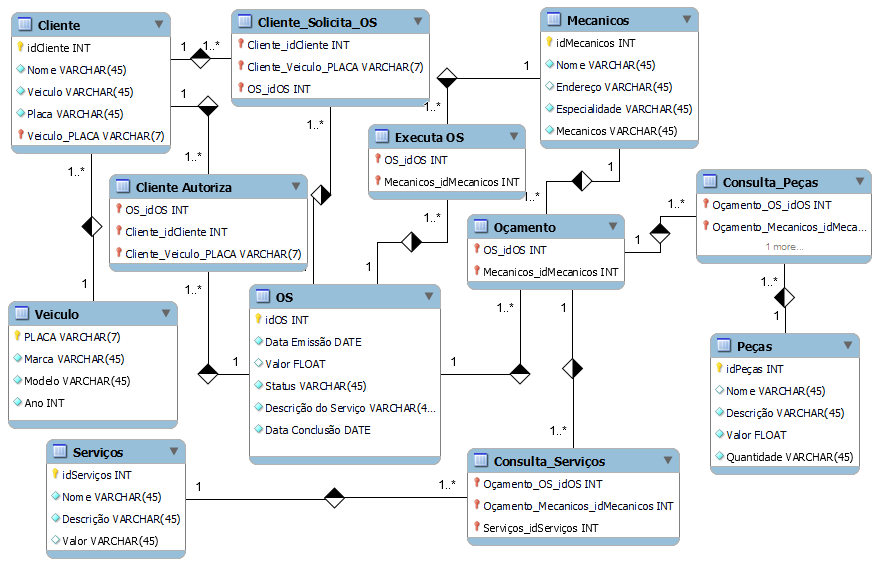 Cliente
idCliente INT
Nome VARCHAR(45)
Veiculo VARCHAR(45)
Placa VARCHAR(45)
Veiculo_PLACA VARCHAR(7)
1
1..*
Cliente_Solicita_OS
Cliente_idCliente INT
Cliente_Veiculo_PLACA VARCHAR(7)
OS_idOS INT
1
1..*
1..*
1
Mecanicos
idMecanicos INT
Nome VARCHAR(45)
Endereço VARCHAR(45)
Especialidade VARCHAR(45)
Mecanicos VARCHAR(45)
1
1..*
Executa OS
OS_idOS INT
Mecanicos_idMecanicos INT
1..*
1
1
1..*
Cliente Autoriza
OS_idOS INT
Cliente_idCliente INT
Cliente_Veiculo_PLACA VARCHAR(7)
1..*
1
1..*
1
Oçamento
OS_idOS INT
Mecanicos_idMecanicos INT
1
1..*
Consulta_Peças
Oçamento_OS_idOS INT
Oçamento_Mecanicos_idMeca...
1 more...
1..*
1
Veiculo
PLACA VARCHAR(7)
Marca VARCHAR(45)
Modelo VARCHAR(45)
Ano INT
OS
idOS INT
Data Emissão DATE
Valor FLOAT
Status VARCHAR(45)
Descrição do Serviço VARCHAR(4...
Data Conclusão DATE
1
1..*
1
1..*
Peças
idPeças INT
Nome VARCHAR(45)
Descrição VARCHAR(45)
Valor FLOAT
Quantidade VARCHAR(45)
Serviços
idServiços INT
Nome VARCHAR(45)
Descrição VARCHAR(45)
Valor VARCHAR(45)
1
1..*
Consulta_Serviços
Oçamento_OS_idOS INT
Oçamento_Mecanicos_idMecanicos INT
Serviços_idServiços INT